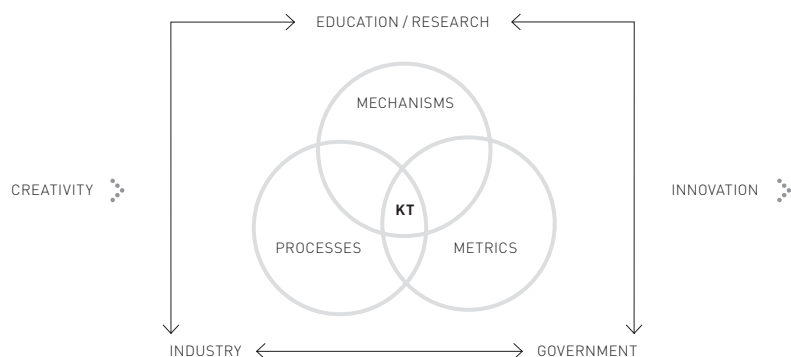 EDUCATION / RESEARCH
MECHANISMS
CREATIVITY
INNOVATION
KT
PROCESSES
METRICS
INDUSTRY
GOVERNMENT